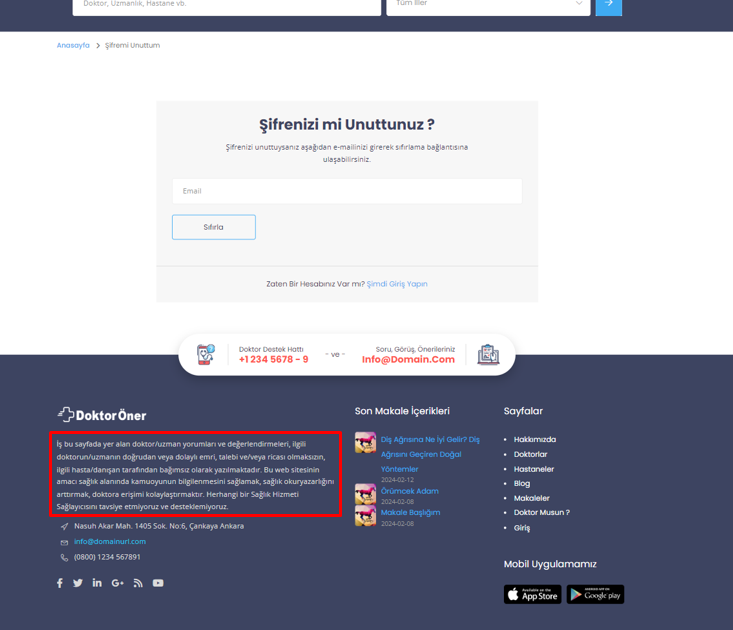 Doktor, Uzmanlık, Hastane vb.
Tüm İller
Anasayfa > Şifremi Unuttum
Şifrenizi mi Unuttunuz ?
Şifrenizi unuttuysanız aşağıdan e-mailinizi girerek sıfırlama bağlantısına
ulaşabilirsiniz.
Email
Sıfırla
Zaten Bir Hesabınız Var mı? Şimdi Giriş Yapın
Doktor Destek Hattı
+1 234 5678 - 9
- ve -
Soru, Görüş, Önerileriniz
Info@Domain.Com
DoktorÖner
İş bu sayfada yer alan doktor/uzman yorumları ve değerlendirmeleri, ilgili
doktorun/uzmanın doğrudan veya dolaylı emri, talebi ve/veya ricası olmaksızın,
ilgili hasta/danışan tarafından bağımsız olarak yazılmaktadır. Bu web sitesinin
amacı sağlık alanında kamuoyunun bilgilenmesini sağlamak, sağlık okuryazarlığını
arttırmak, doktora erişimi kolaylaştırmaktır. Herhangi bir Sağlık Hizmeti
Sağlayıcısını tavsiye etmiyoruz ve desteklemiyoruz.
Nasuh Akar Mah. 1405 Sok. No:6, Çankaya Ankara
info@domainurl.com
(0800) 1234 567891
Son Makale İçerikleri
Diş Ağrısına Ne İyi Gelir? Diş
Ağrısını Geçiren Doğal
Yöntemler
2024-02-12
Örümcek Adam
2024-02-08
Makale Başlığım
2024-02-08
Sayfalar
Hakkımızda
Doktorlar
Hastaneler
Blog
Makaleler
Doktor Musun ?
Giriş
Mobil Uygulamamız
Available on the
App Store
ANDROID APP ON
Google play